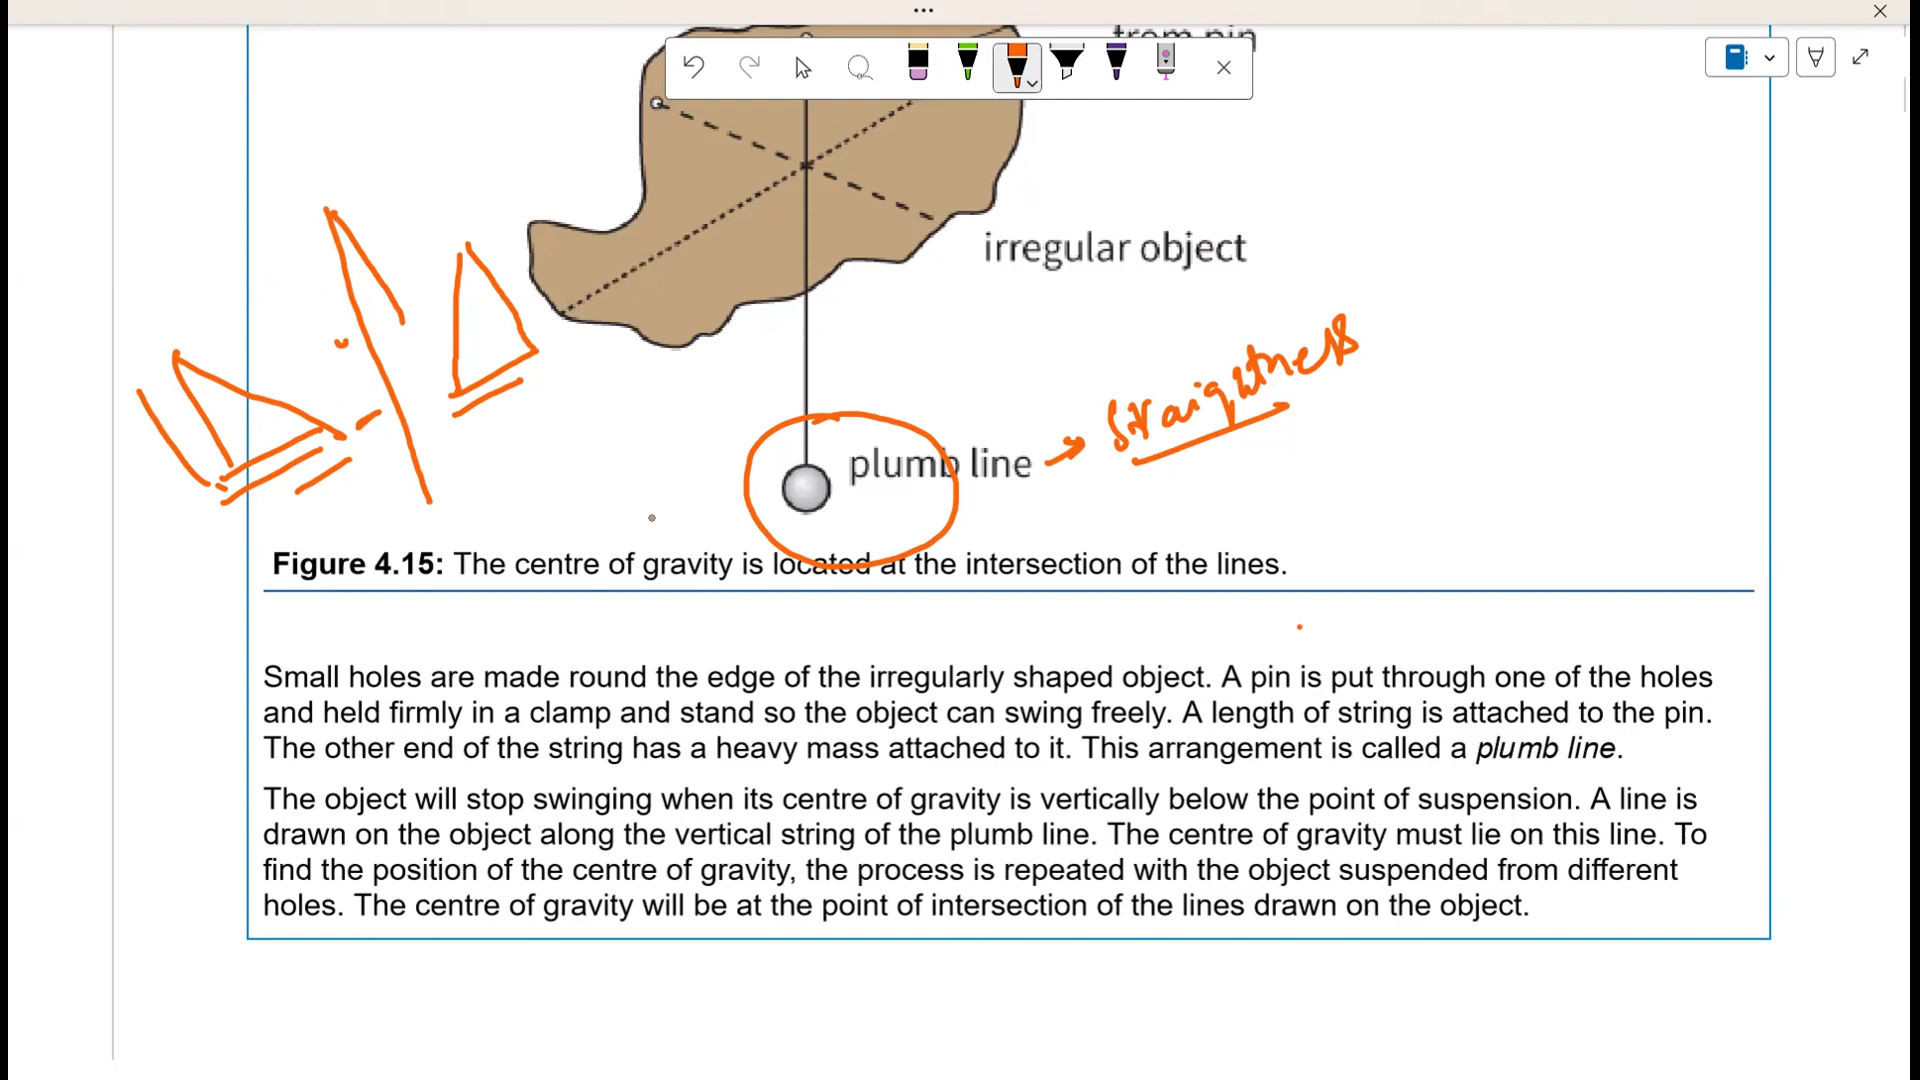 from pin
irregular object
straightness
plumb line
Figure 4.15: The centre of gravity is located at the intersection of the lines.
Small holes are made round the edge of the irregularly shaped object. A pin is put through one of the holes
and held firmly in a clamp and stand so the object can swing freely. A length of string is attached to the pin.
The other end of the string has a heavy mass attached to it. This arrangement is called a plumb line.
The object will stop swinging when its centre of gravity is vertically below the point of suspension. A line is
drawn on the object along the vertical string of the plumb line. The centre of gravity must lie on this line. To
find the position of the centre of gravity, the process is repeated with the object suspended from different
holes. The centre of gravity will be at the point of intersection of the lines drawn on the object.